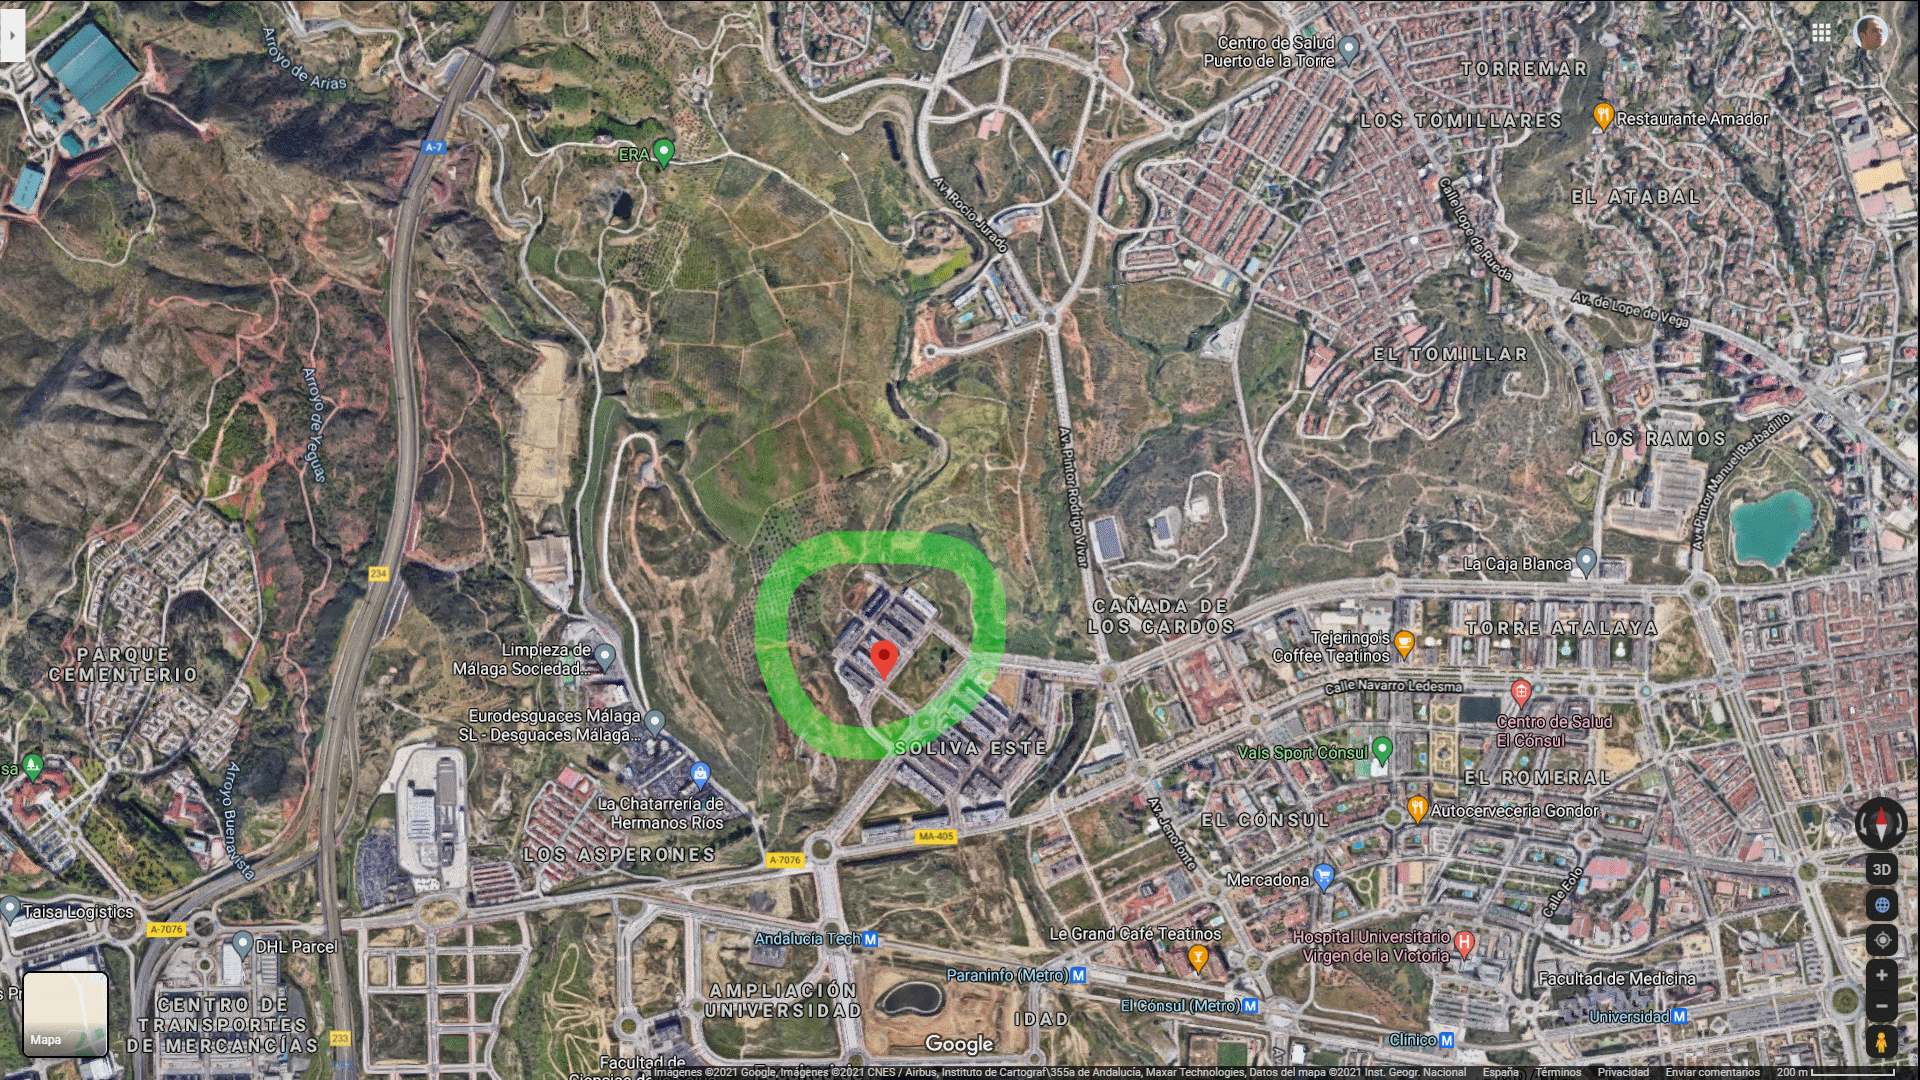 Centro de Salud
Puerto de la Torre
TORREMAR
Arroyo de Arias
LOS TOMILLARES
Restaurante Amador
A-7
ERA
EL ATABAL
Av. Rocío Jurado
Calle Lope de Rueda
Av. de Lope de Vega
EL TOMILLAR
Arroyo de Yeguas
LOS RAMOS
Av. Pintor Manuel Barbadillo
Av. Pintor Rodrigo Vivar
234
La Caja Blanca
CAÑADA DE
LOS CARDOS
TORRE ATALAYA
Tejeringo's
Coffee Teatinos
PARQUE
CEMENTERIO
Limpieza de
Málaga Sociedad...
Calle Navarro Ledesma
Centro de Salud
El Cónsul
Eurodesguaces Málaga
SL - Desguaces Málaga...
SOLIVA ESTE
Vals Sport Cónsul
sa
EL ROMERAL
Arroyo Buenavista
La Chatarrería de
Hermanos Ríos
Autocerveceria Gondor
EL CÓNSUL
Av. Jenofonte
MA-405
LOS ASPERONES
A-7076
3D
Mercadona
Calle Eolo
Taisa Logistics
A-7076
DHL Parcel
Andalucía Tech M
Le Grand Café Teatinos
Hospital Universitario
Virgen de la Victoria
H
Paraninfo (Metro) M
Facultad de Medicina
AMPLIACIÓN
UNIVERSIDAD
El Cónsul (Metro) M
IDAD
Universidad M
CENTRO DE
TRANSPORTES
DE MERCANCÍAS
233
Mapa
Clínico M
Google
Facultad de
Imágenes ©2021 Google, Imágenes ©2021 CNES / Airbus, Instituto de Cartograf\355a de Andalucía, Maxar Technologies, Datos del mapa ©2021 Inst. Geogr. Nacional España Términos Privacidad Enviar comentarios 200 m